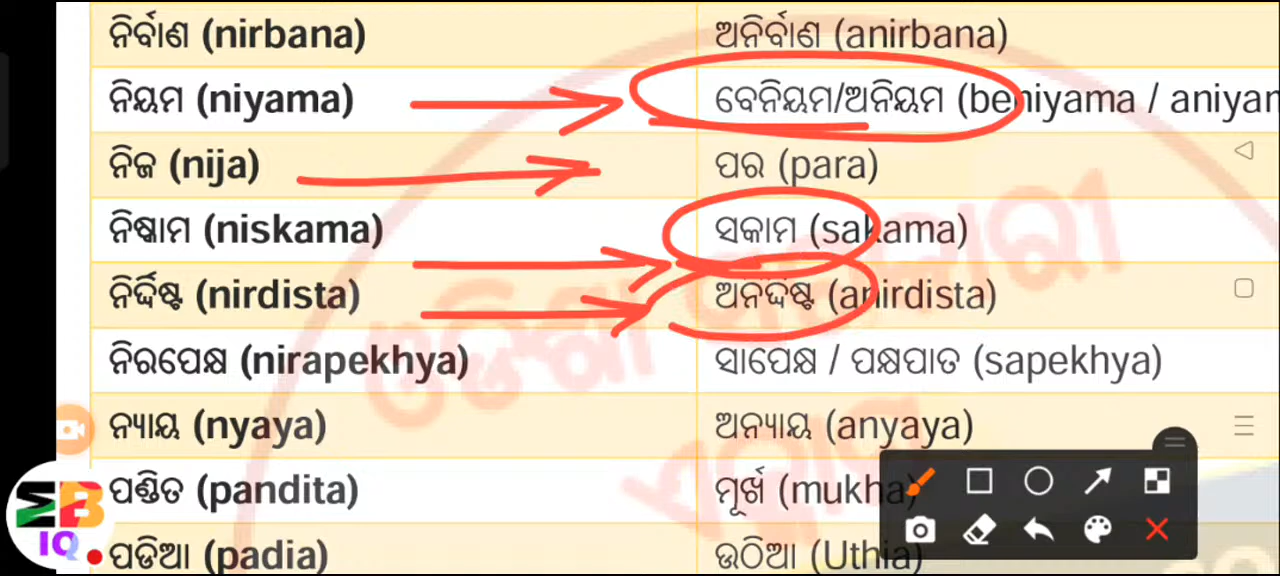 ନିର୍ବାଣ (nirbana) ଅନିର୍ବାଣ (anirbana)
ନିୟମ (niyama) ବେନିୟମ/ଅନିୟମ (beniyama / aniyam
ନିଜ (nija) ପର (para)
ନିଷ୍କାମ (niskama) ସକାମ (sakama)
ନିର୍ଦ୍ଦିଷ୍ଟ (nirdista) ଅନିର୍ଦ୍ଦିଷ୍ଟ (anirdista)
ନିରପେକ୍ଷ (nirapekhya) ସାପେକ୍ଷ / ପକ୍ଷପାତ (sapekhya)
ନ୍ୟାୟ (nyaya) ଅନ୍ୟାୟ (anyaya)
ପଣ୍ଡିତ (pandita) ମୂର୍ଖ (mukha)
ପଡିଆ (padia) ଉଠିଆ (Uthia)
IQ